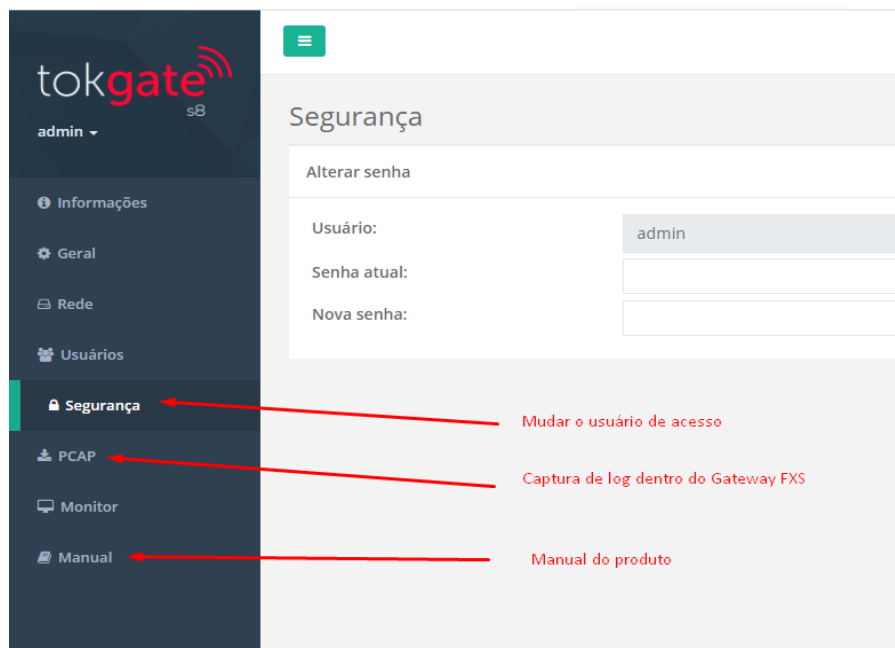 tokgate
s8
admin
Informações
Geral
Rede
Usuários
Segurança
PCAP
Monitor
Manual
Segurança
Alterar senha
Usuário:
admin
Senha atual:
Nova senha:
Mudar o usuário de acesso
Captura de log dentro do Gateway FXS
Manual do produto